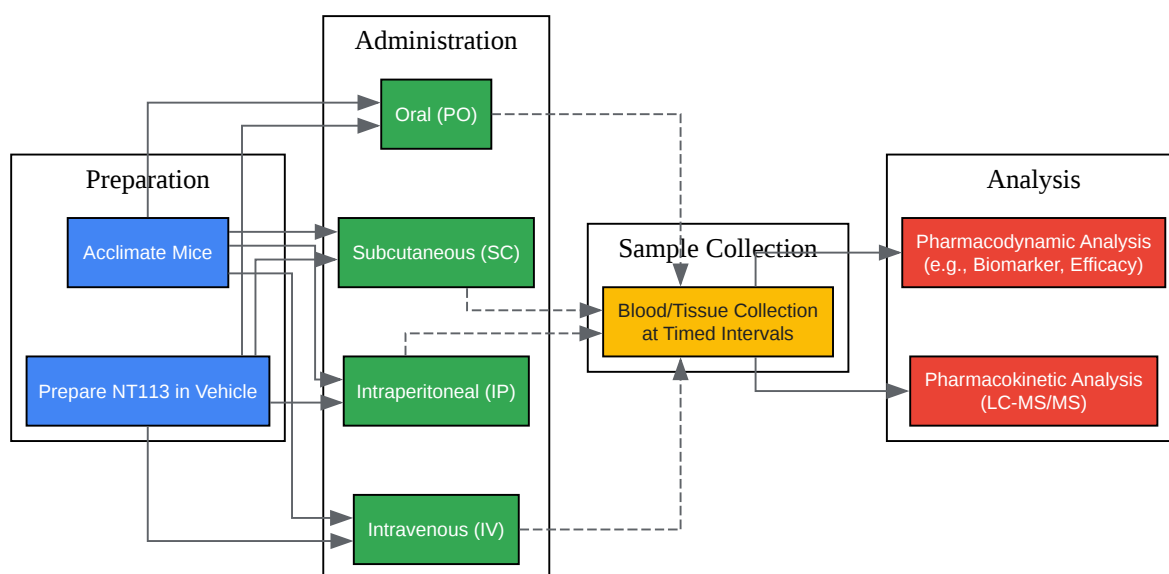 Preparation
Acclimate Mice
Prepare NT113 in Vehicle
Administration
Oral (PO)
Subcutaneous (SC)
Intraperitoneal (IP)
Intravenous (IV)
Sample Collection
Blood/Tissue Collection
at Timed Intervals
Analysis
Pharmacodynamic Analysis
(e.g., Biomarker, Efficacy)
Pharmacokinetic Analysis
(LC-MS/MS)